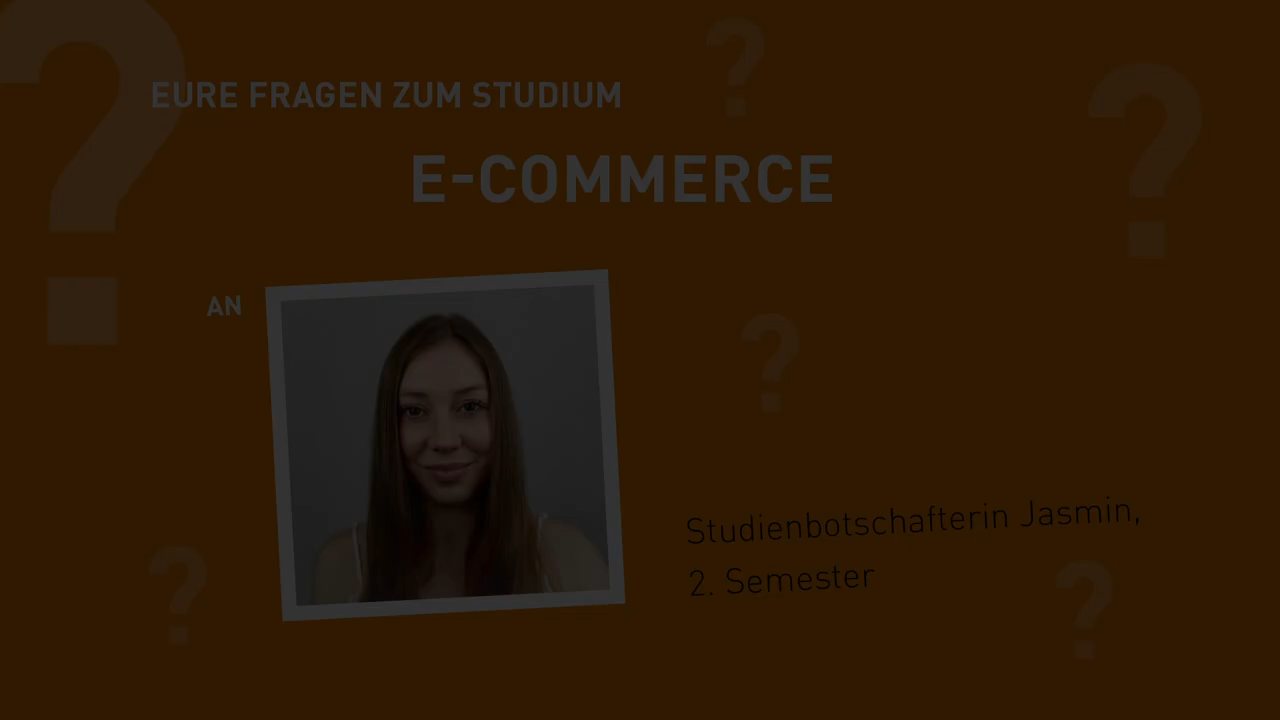 EURE FRAGEN ZUM STUDIUM
E-COMMERCE
AN
Studienbotschafterin Jasmin,
2. Semester